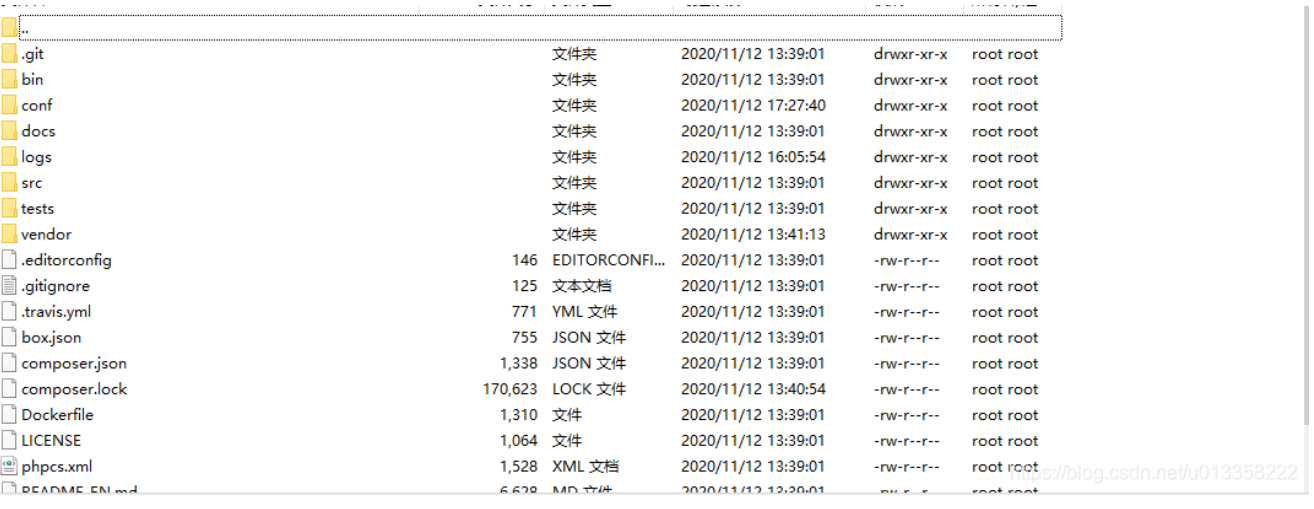 ..
.git 文件夹 2020/11/12 13:39:01 drwxr-xr-x root root
bin 文件夹 2020/11/12 13:39:01 drwxr-xr-x root root
conf 文件夹 2020/11/12 17:27:40 drwxr-xr-x root root
docs 文件夹 2020/11/12 13:39:01 drwxr-xr-x root root
logs 文件夹 2020/11/12 16:05:54 drwxr-xr-x root root
src 文件夹 2020/11/12 13:39:01 drwxr-xr-x root root
tests 文件夹 2020/11/12 13:39:01 drwxr-xr-x root root
vendor 文件夹 2020/11/12 13:41:13 drwxr-xr-x root root
.editorconfig 146 EDITORCONFI... 2020/11/12 13:39:01 -rw-r--r-- root root
.gitignore 125 文本文档 2020/11/12 13:39:01 -rw-r--r-- root root
.travis.yml 771 YML 文件 2020/11/12 13:39:01 -rw-r--r-- root root
box.json 755 JSON 文件 2020/11/12 13:39:01 -rw-r--r-- root root
composer.json 1,338 JSON 文件 2020/11/12 13:39:01 -rw-r--r-- root root
composer.lock 170,623 LOCK 文件 2020/11/12 13:40:54 -rw-r--r-- root root
Dockerfile 1,310 文件 2020/11/12 13:39:01 -rw-r--r-- root root
LICENSE 1,064 文件 2020/11/12 13:39:01 -rw-r--r-- root root
phpcs.xml 1,528 XML 文档 2020/11/12 13:39:01 -rw-r--r-- root root
https://blog.csdn.net/u013358222
README-EN.md 6,628 MD 文件 2020/11/12 13:39:01 -rw-r--r-- root root